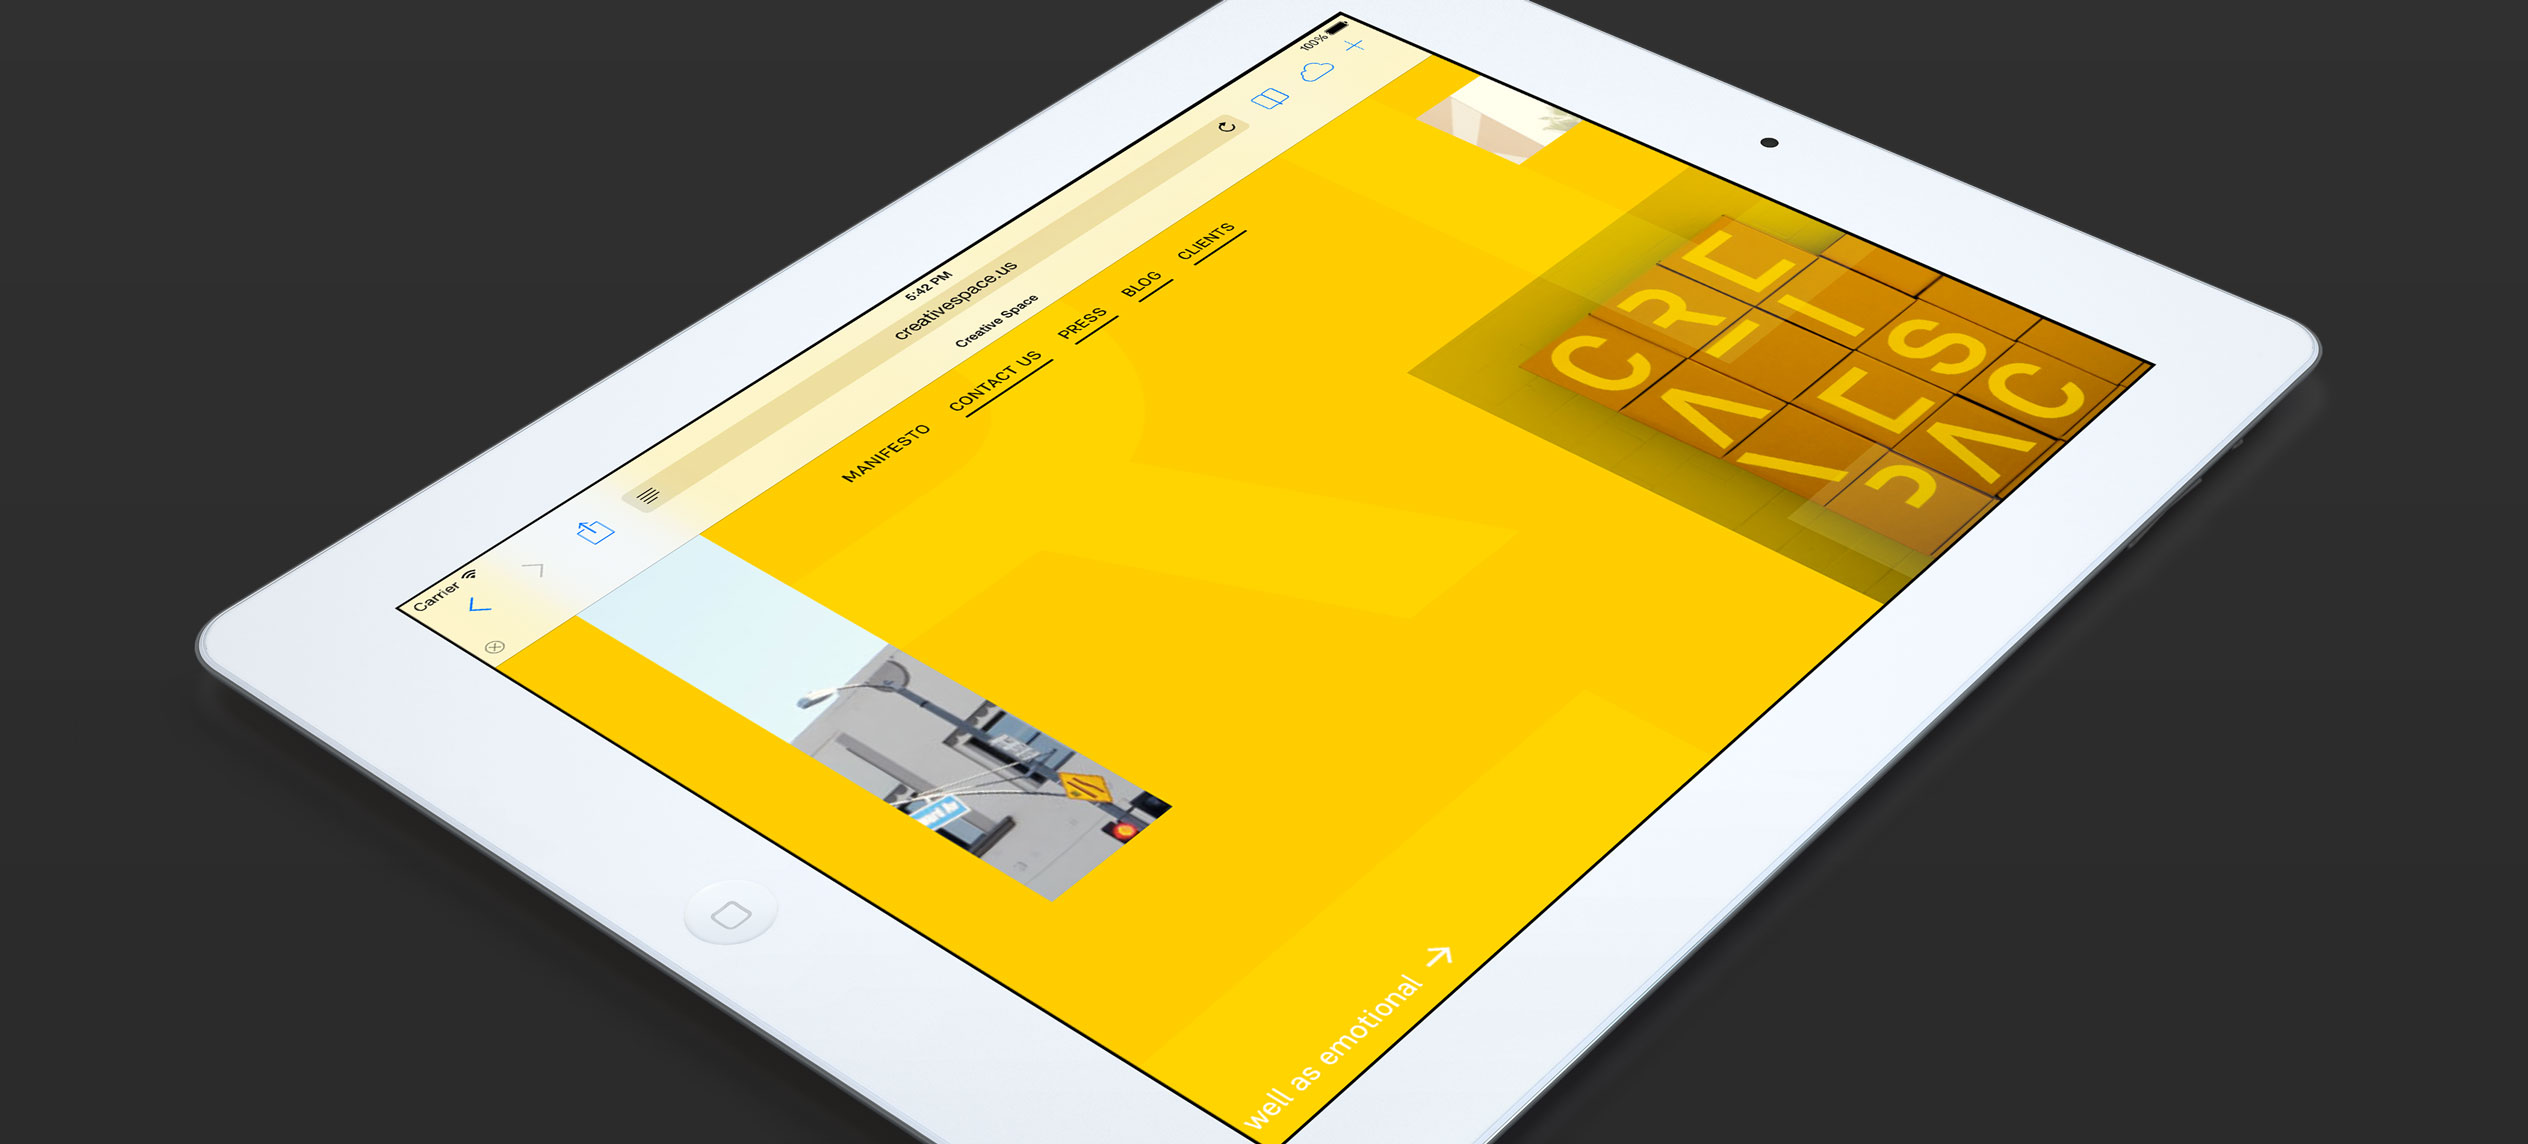 Carrier
5:42 PM
100%
creativespace.us
Creative Space
MANIFESTO
CONTACT US
PRESS
BLOG
CLIENTS
CRE
ATI
VES
PAC
well as emotional →